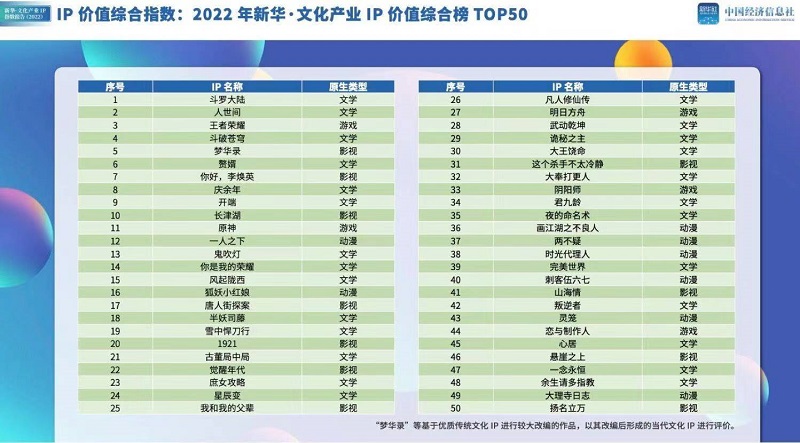 新华·文化产业IP
指数报告（2022）
IP 价值综合指数：2022 年新华·文化产业 IP 价值综合榜 TOP50
新华社
中国经济信息社
序号 IP 名称 原生类型
1 斗罗大陆 文学
2 人世间 文学
3 王者荣耀 游戏
4 斗破苍穹 文学
5 梦华录 影视
6 赘婿 文学
7 你好，李焕英 影视
8 庆余年 文学
9 开端 文学
10 长津湖 影视
11 原神 游戏
12 一人之下 动漫
13 鬼吹灯 文学
14 你是我的荣耀 文学
15 风起陇西 文学
16 狐妖小红娘 动漫
17 唐人街探案 影视
18 半妖司藤 文学
19 雪中悍刀行 文学
20 1921 影视
21 古董局中局 文学
22 觉醒年代 影视
23 庶女攻略 文学
24 星辰变 文学
25 我和我的父辈 影视
序号 IP 名称 原生类型
26 凡人修仙传 文学
27 明日方舟 游戏
28 武动乾坤 文学
29 诡秘之主 文学
30 大王饶命 文学
31 这个杀手不太冷静 影视
32 大奉打更人 文学
33 阴阳师 游戏
34 君九龄 文学
35 夜的命名术 文学
36 画江湖之不良人 动漫
37 两不疑 动漫
38 时光代理人 动漫
39 完美世界 文学
40 刺客伍六七 动漫
41 山海情 影视
42 叛逆者 文学
43 灵笼 动漫
44 恋与制作人 游戏
45 心居 文学
46 悬崖之上 影视
47 一念永恒 文学
48 余生请多指教 文学
49 大理寺日志 动漫
50 扬名立万 影视
“梦华录”等基于优质传统文化 IP 进行较大改编的作品，以其改编后形成的当代文化 IP 进行评价。